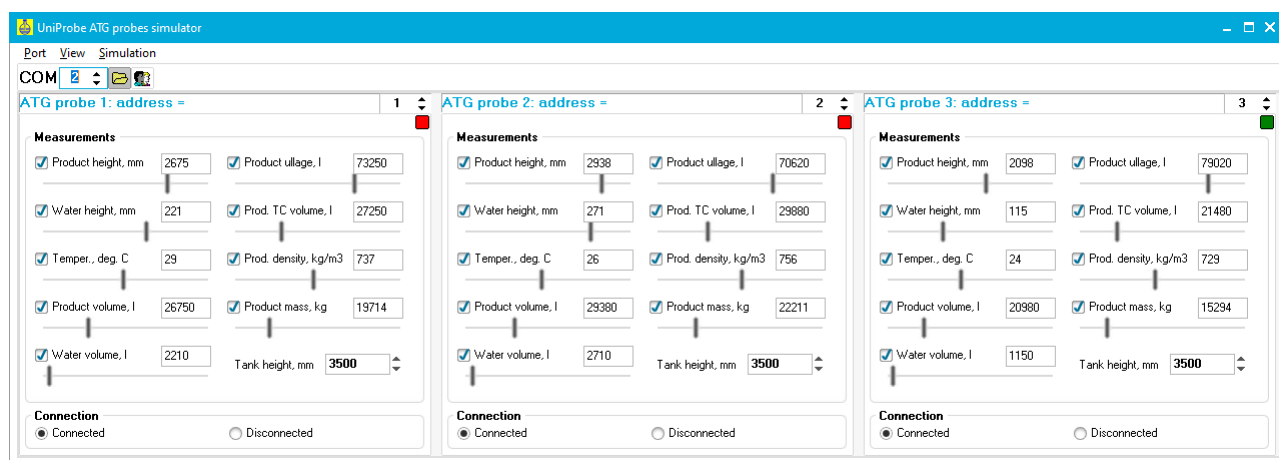 UniProbe ATG probes simulator
Port View Simulation
COM 2
ATG probe 1: address = 1
Measurements
Product height, mm 2675 Product ullage, l 73250
Water height, mm 221 Prod. TC volume, l 27250
Temper., deg. C 29 Prod. density, kg/m3 737
Product volume, l 26750 Product mass, kg 19714
Water volume, l 2210 Tank height, mm 3500
Connection
Connected Disconnected
ATG probe 2: address = 2
Measurements
Product height, mm 2938 Product ullage, l 70620
Water height, mm 271 Prod. TC volume, l 29880
Temper., deg. C 26 Prod. density, kg/m3 756
Product volume, l 29380 Product mass, kg 22211
Water volume, l 2710 Tank height, mm 3500
Connection
Connected Disconnected
ATG probe 3: address = 3
Measurements
Product height, mm 2098 Product ullage, l 79020
Water height, mm 115 Prod. TC volume, l 21480
Temper., deg. C 24 Prod. density, kg/m3 729
Product volume, l 20980 Product mass, kg 15294
Water volume, l 1150 Tank height, mm 3500
Connection
Connected Disconnected